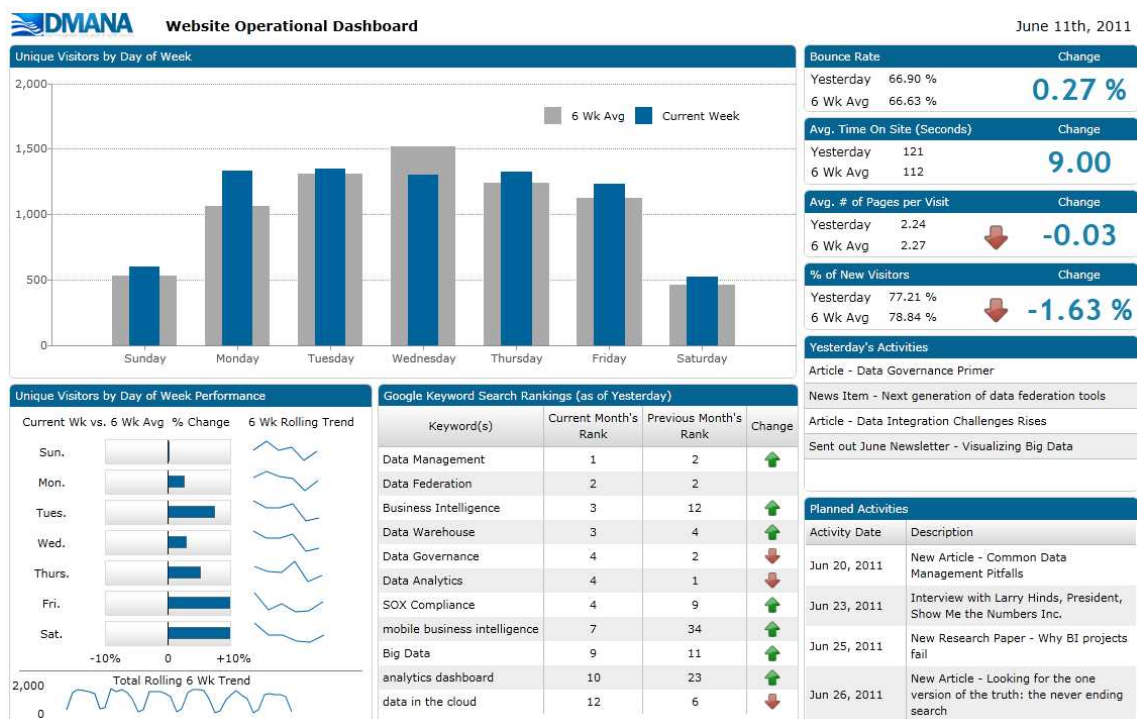 DMANA Website Operational Dashboard June 11th, 2011
Unique Visitors by Day of Week
2,000
6 Wk Avg Current Week
1,500
1,000
500
0
Sunday Monday Tuesday Wednesday Thursday Friday Saturday
Bounce Rate Change
Yesterday 66.90 %
6 Wk Avg 66.63 %
0.27 %
Avg. Time On Site (Seconds) Change
Yesterday 121
6 Wk Avg 112
9.00
Avg. # of Pages per Visit Change
Yesterday 2.24
6 Wk Avg 2.27
-0.03
% of New Visitors Change
Yesterday 77.21 %
6 Wk Avg 78.84 %
-1.63 %
Yesterday's Activities
Article - Data Governance Primer
News Item - Next generation of data federation tools
Article - Data Integration Challenges Rises
Sent out June Newsletter - Visualizing Big Data
Unique Visitors by Day of Week Performance
Current Wk vs. 6 Wk Avg % Change 6 Wk Rolling Trend
Sun.
Mon.
Tues.
Wed.
Thurs.
Fri.
Sat.
-10% 0 +10%
Total Rolling 6 Wk Trend
2,000
0
Google Keyword Search Rankings (as of Yesterday)
Keyword(s) Current Month's Rank Previous Month's Rank Change
Data Management 1 2
Data Federation 2 2
Business Intelligence 3 12
Data Warehouse 3 4
Data Governance 4 2
Data Analytics 4 1
SOX Compliance 4 9
mobile business intelligence 7 34
Big Data 9 11
analytics dashboard 10 23
data in the cloud 12 6
Planned Activities
Activity Date Description
Jun 20, 2011 New Article - Common Data
Management Pitfalls
Jun 23, 2011 Interview with Larry Hinds, President,
Show Me the Numbers Inc.
Jun 25, 2011 New Research Paper - Why BI projects
fail
Jun 26, 2011 New Article - Looking for the one
version of the truth: the never ending
search